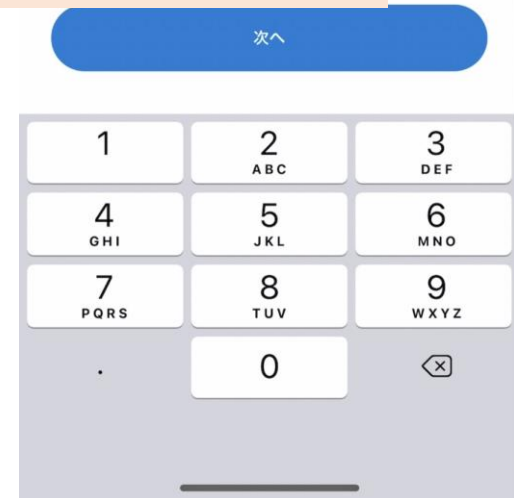 次へ
1 2 3
ABC DEF
4 5 6
GHI JKL MNO
7 8 9
PQRS TUV WXYZ
. 0